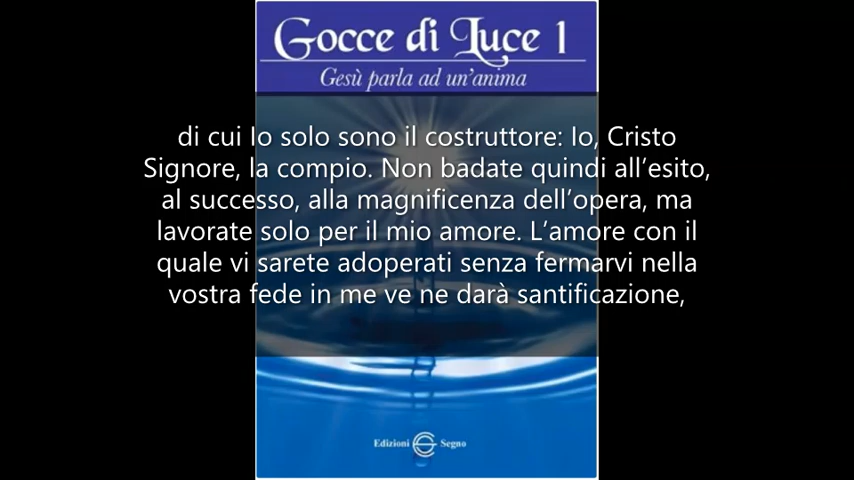 Gocce di Luce 1
Gesù parla ad un'anima
di cui Io solo sono il costruttore: Io, Cristo
Signore, la compio. Non badate quindi all’esito,
al successo, alla magnificenza dell’opera, ma
lavorate solo per il mio amore. L’amore con il
quale vi sarete adoperati senza fermarvi nella
vostra fede in me ve ne darà santificazione,
Edizioni Segno